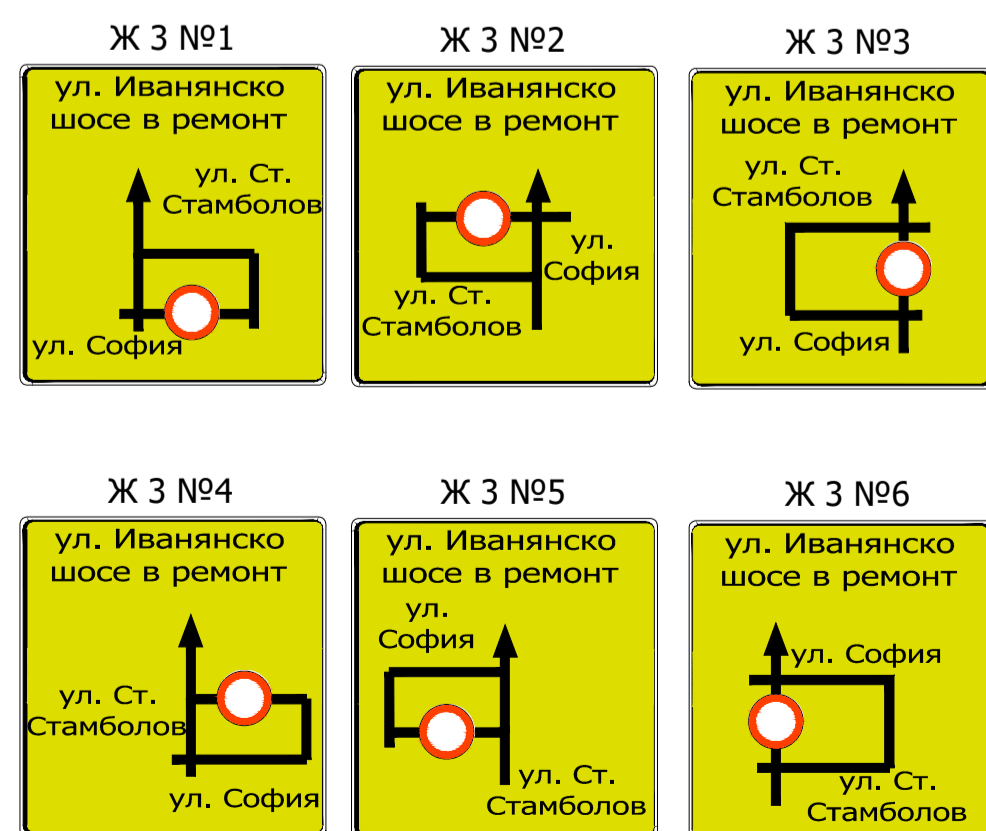 Ж 3 №1
ул. Иванянско
шосе в ремонт
ул. Ст.
Стамболов
ул. София
Ж 3 №2
ул. Иванянско
шосе в ремонт
ул.
София
ул. Ст.
Стамболов
Ж 3 №3
ул. Иванянско
шосе в ремонт
ул. Ст.
Стамболов
ул. София
Ж 3 №4
ул. Иванянско
шосе в ремонт
ул. Ст.
Стамболов
ул. София
Ж 3 №5
ул. Иванянско
шосе в ремонт
ул.
София
ул. Ст.
Стамболов
Ж 3 №6
ул. Иванянско
шосе в ремонт
ул. София
ул. Ст.
Стамболов